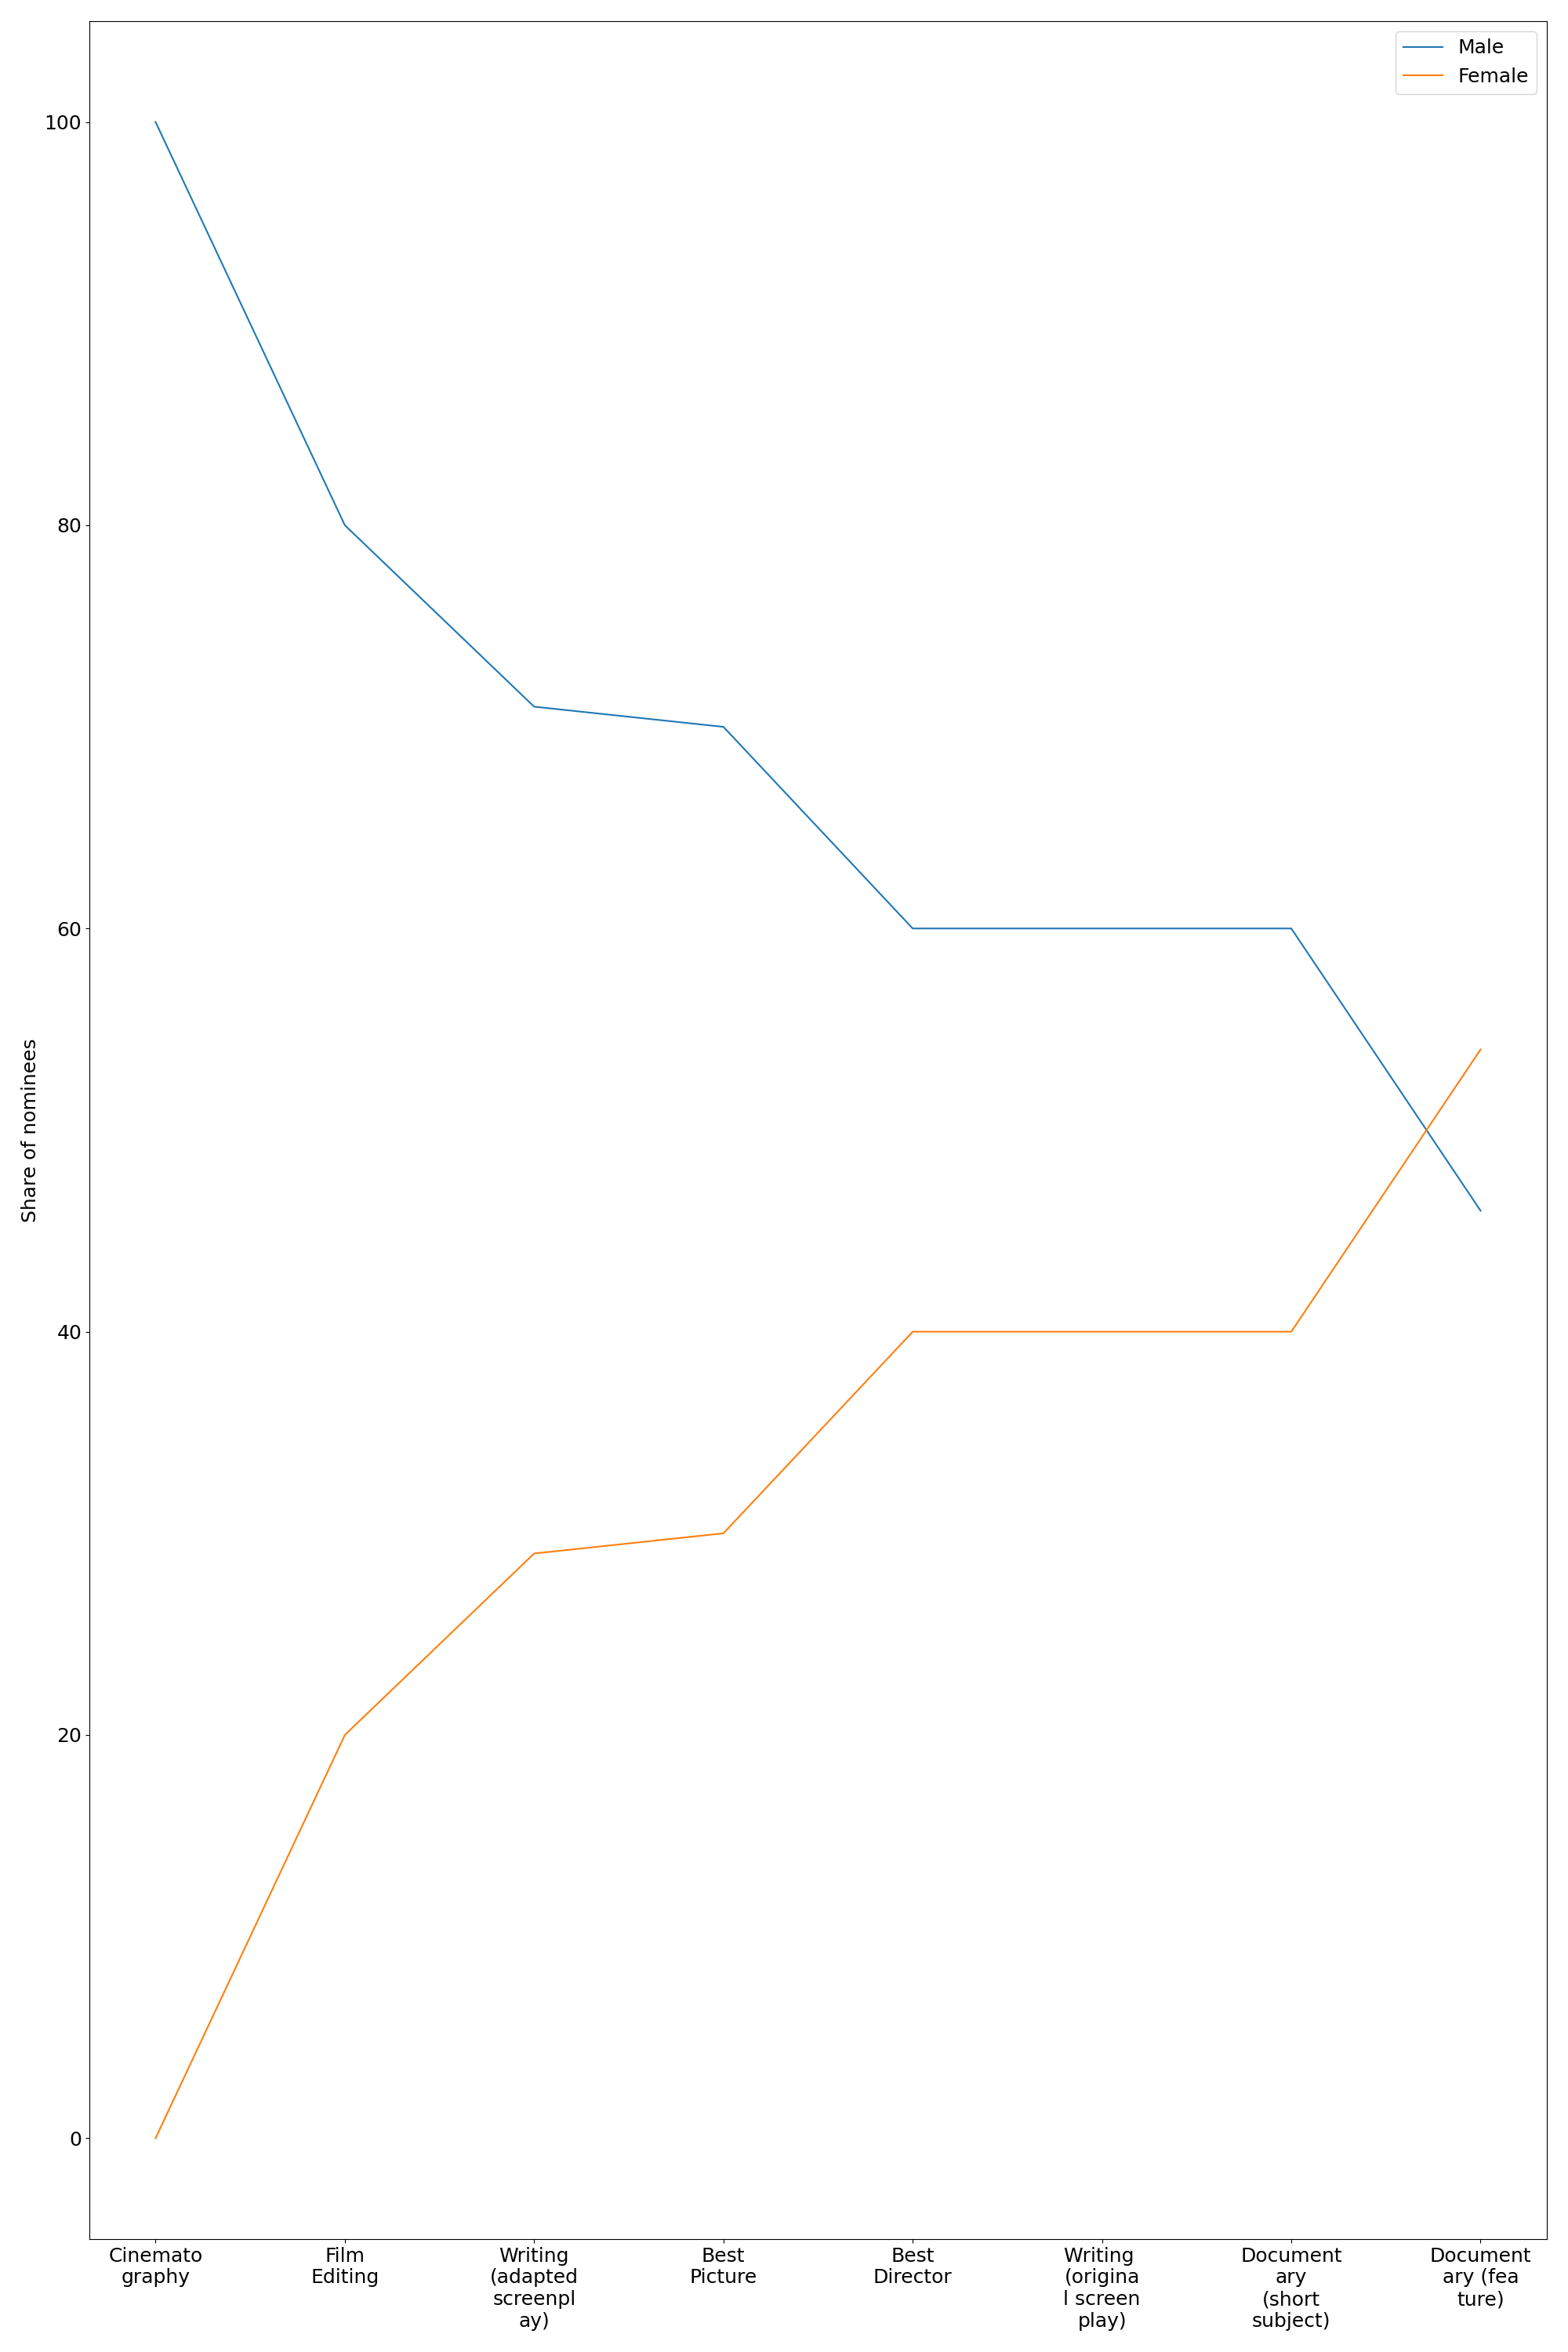 Male
Female
100
80
60
40
20
0
Share of nominees
Cinemato
graphy
Film
Editing
Writing
(adapted
screenpl
ay)
Best
Picture
Best
Director
Writing
(origina
l screen
play)
Document
ary
(short
subject)
Document
ary (fea
ture)